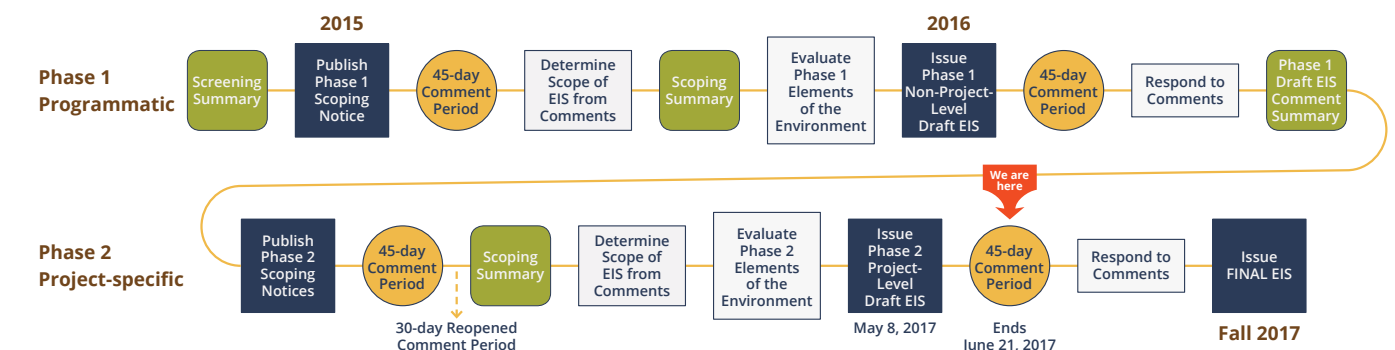 2015
2016
Phase 1
Programmatic
Screening
Summary
Publish
Phase 1
Scoping
Notice
45-day
Comment
Period
Determine
Scope of
EIS from
Comments
Scoping
Summary
Evaluate
Phase 1
Elements
of the
Environment
Issue
Phase 1
Non-Project-
Level
Draft EIS
45-day
Comment
Period
Respond to
Comments
Phase 1
Draft EIS
Comment
Summary
We are
here
Phase 2
Project-specific
Publish
Phase 2
Scoping
Notices
45-day
Comment
Period
30-day Reopened
Comment Period
Scoping
Summary
Determine
Scope of
EIS from
Comments
Evaluate
Phase 2
Elements
of the
Environment
Issue
Phase 2
Project-
Level
Draft EIS
May 8, 2017
45-day
Comment
Period
Ends
June 21, 2017
Respond to
Comments
Issue
FINAL EIS
Fall 2017